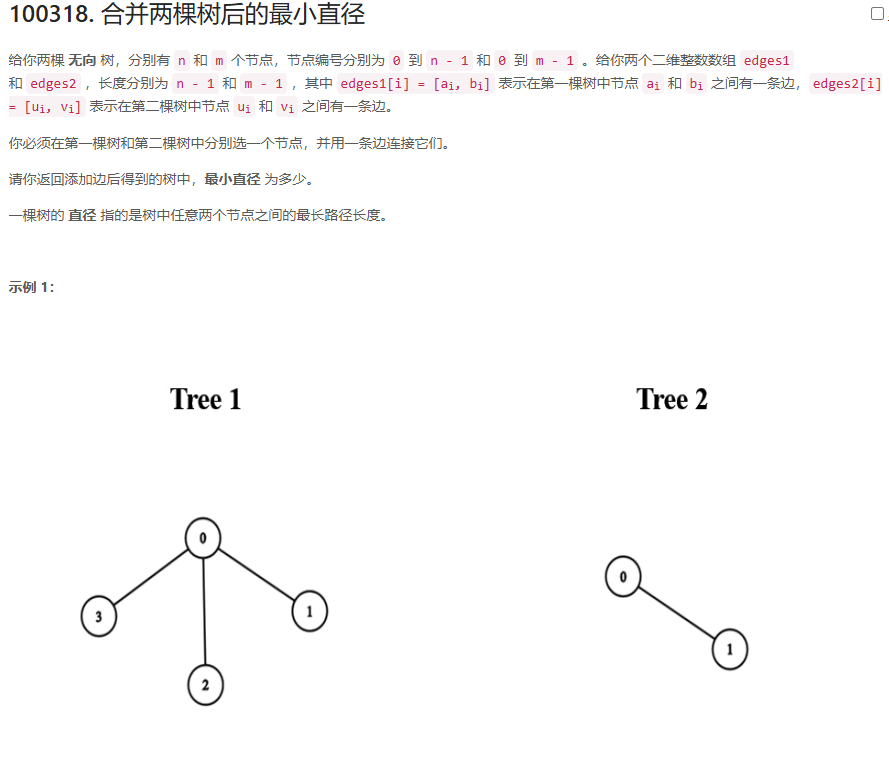 100318. 合并两棵树后的最小直径
给你两棵 无向 树，分别有 n 和 m 个节点，节点编号分别为 0 到 n - 1 和 0 到 m - 1 。给你两个二维整数数组 edges1
和 edges2 ，长度分别为 n - 1 和 m - 1 ，其中 edges1[i] = [ai, bi] 表示在第一棵树中节点 ai 和 bi 之间有一条边，edges2[i]
= [ui, vi] 表示在第二棵树中节点 ui 和 vi 之间有一条边。
你必须在第一棵树和第二棵树中分别选一个节点，并用一条边连接它们。
请你返回添加边后得到的树中，最小直径 为多少。
一棵树的 直径 指的是树中任意两个节点之间的最长路径长度。
示例 1：
Tree 1
Tree 2
0
3
2
1
0
1